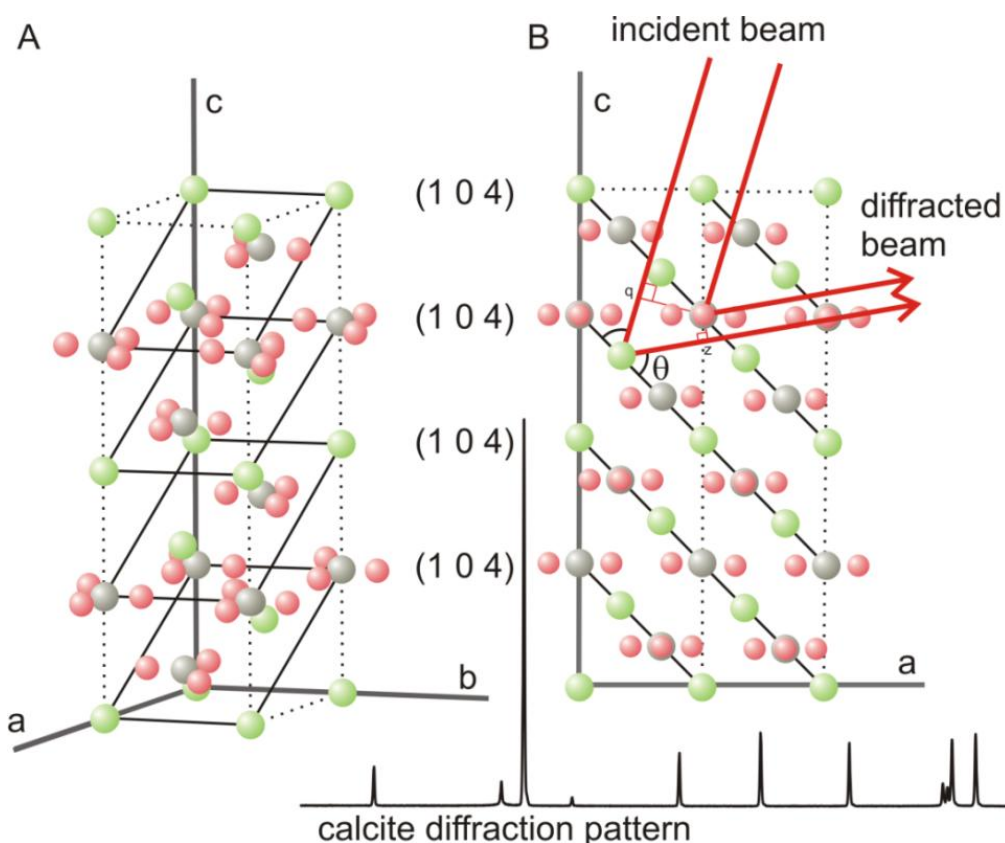 A
B
incident beam
c
c
(1 0 4)
diffracted
beam
(1 0 4)
q
z
θ
(1 0 4)
(1 0 4)
b
a
a
calcite diffraction pattern